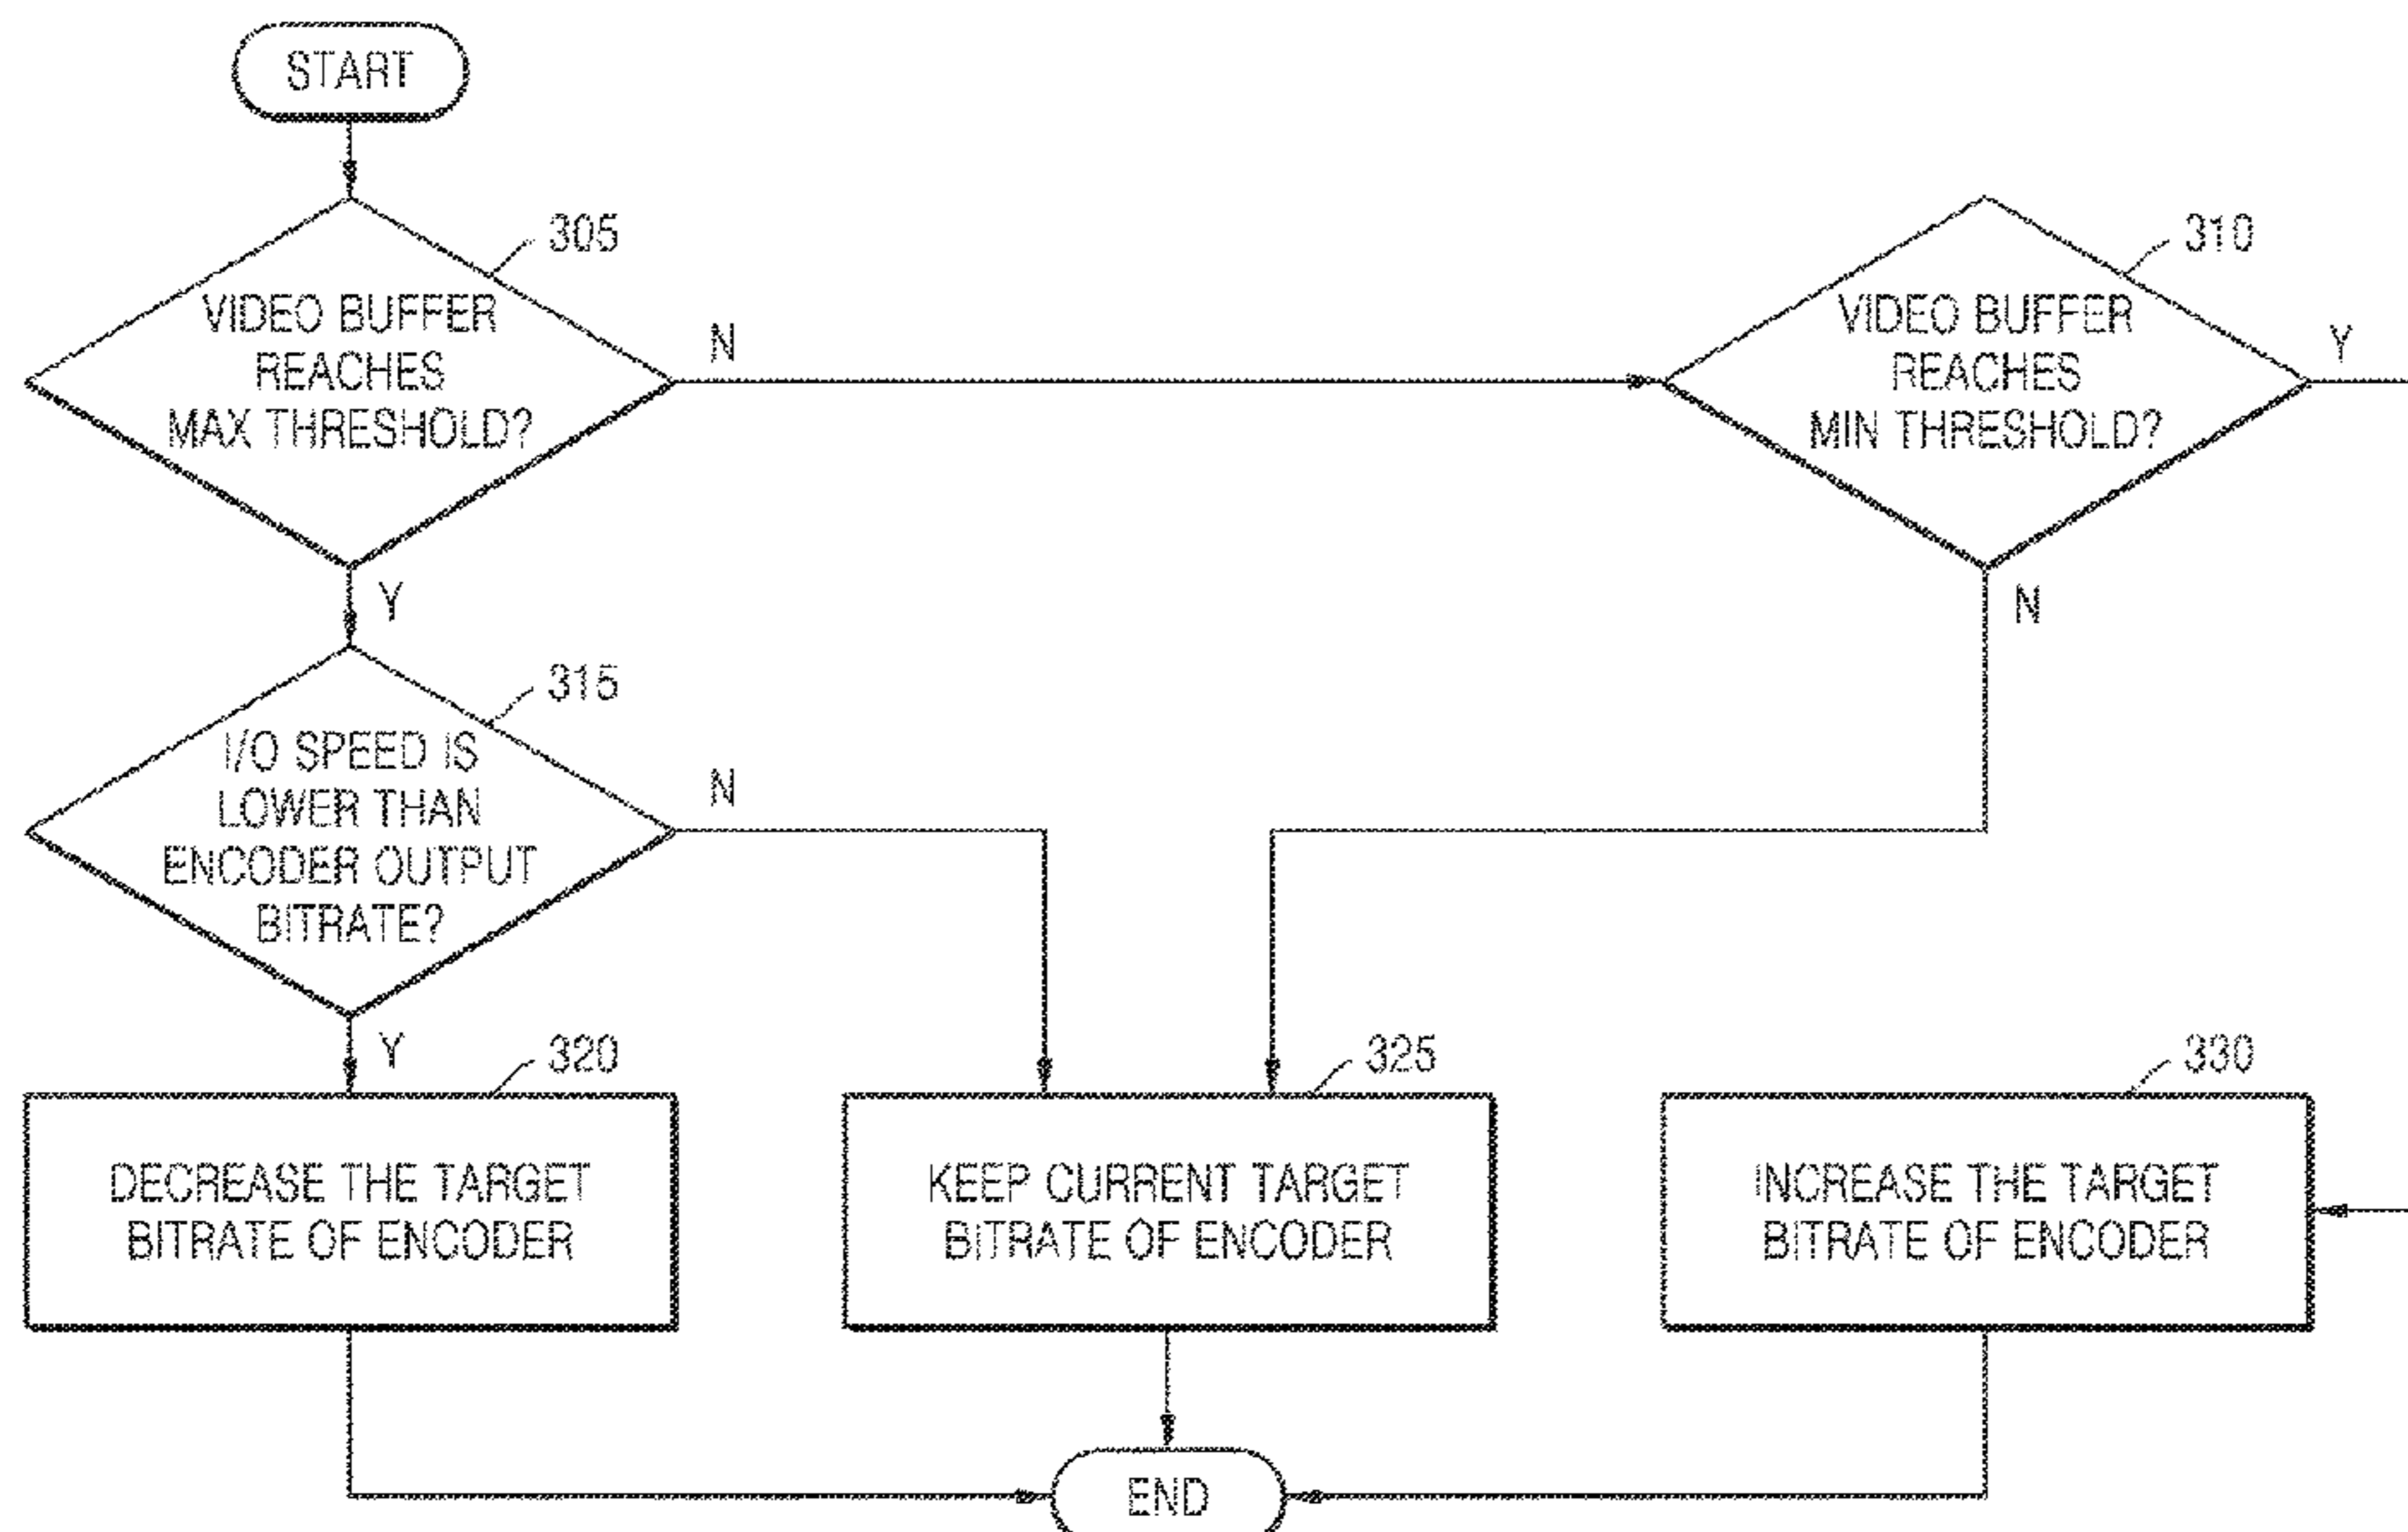 START
305
VIDEO BUFFER
REACHES
MAX THRESHOLD?
N
310
VIDEO BUFFER
REACHES
MIN THRESHOLD?
Y
N
Y
315
I/O SPEED IS
LOWER THAN
ENCODER OUTPUT
BITRATE?
N
Y
320
DECREASE THE TARGET
BITRATE OF ENCODER
325
KEEP CURRENT TARGET
BITRATE OF ENCODER
330
INCREASE THE TARGET
BITRATE OF ENCODER
END